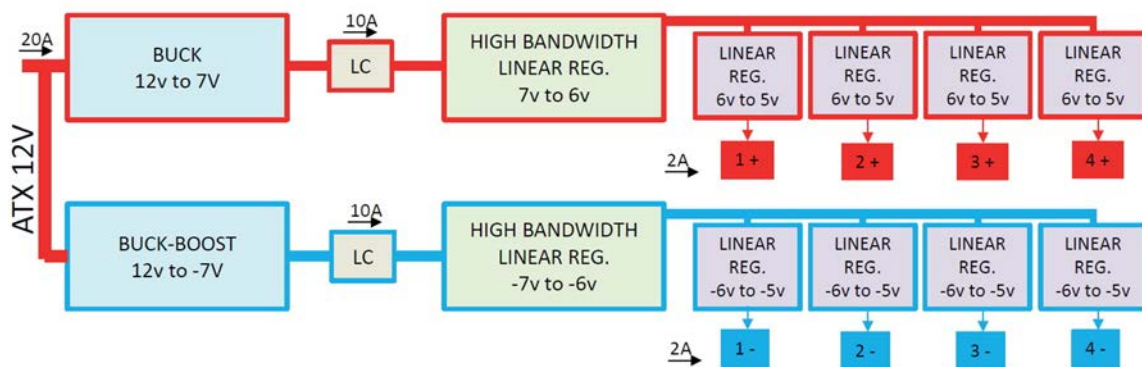 20A
BUCK
12v to 7V
10A
LC
HIGH BANDWIDTH
LINEAR REG.
7v to 6v
LINEAR
REG.
6v to 5v
LINEAR
REG.
6v to 5v
LINEAR
REG.
6v to 5v
LINEAR
REG.
6v to 5v
2A
1 +
2 +
3 +
4 +
ATX 12V
BUCK-BOOST
12v to -7V
10A
LC
HIGH BANDWIDTH
LINEAR REG.
-7v to -6v
LINEAR
REG.
-6v to -5v
LINEAR
REG.
-6v to -5v
LINEAR
REG.
-6v to -5v
LINEAR
REG.
-6v to -5v
2A
1 -
2 -
3 -
4 -